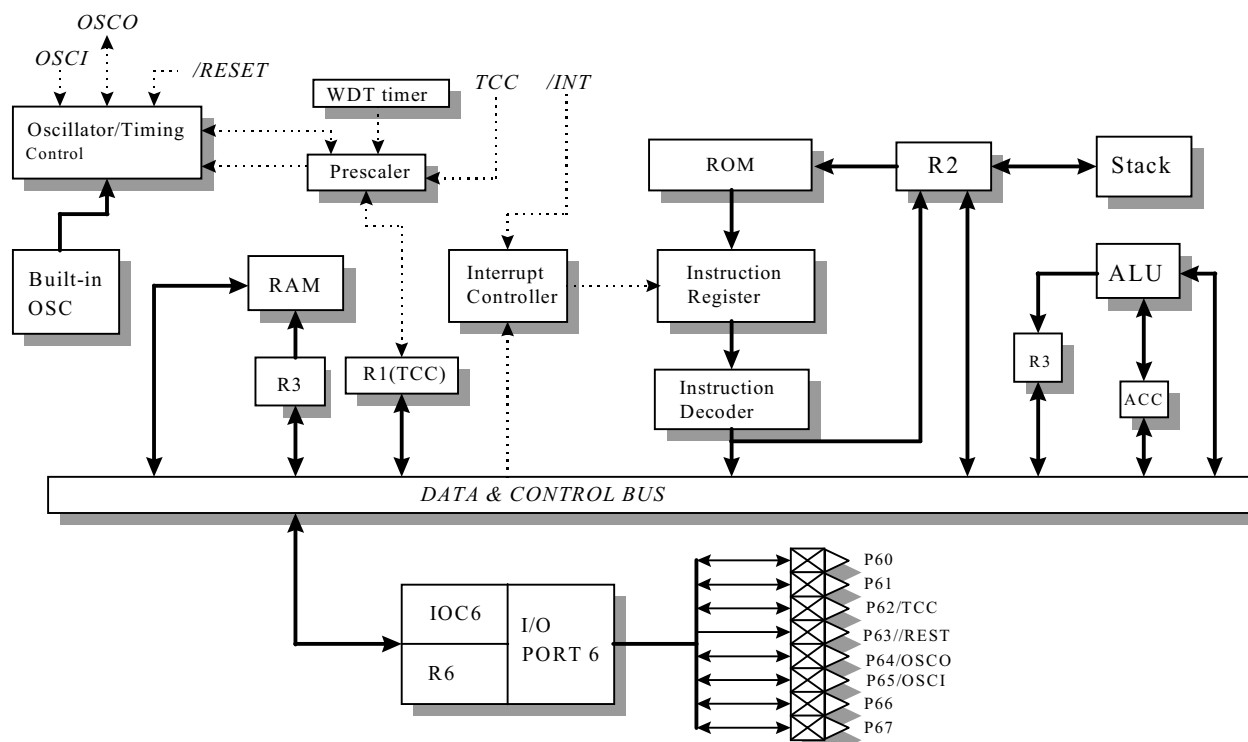 OSCO
OSCI
/RESET
WDT timer
TCC
/INT
Oscillator/Timing
Control
Prescaler
ROM
R2
Stack
Built-in
OSC
RAM
Interrupt
Controller
Instruction
Register
ALU
R3
R1(TCC)
Instruction
Decoder
R3
ACC
DATA & CONTROL BUS
IOC6
R6
I/O
PORT 6
P60
P61
P62/TCC
P63//REST
P64/OSCO
P65/OSCI
P66
P67